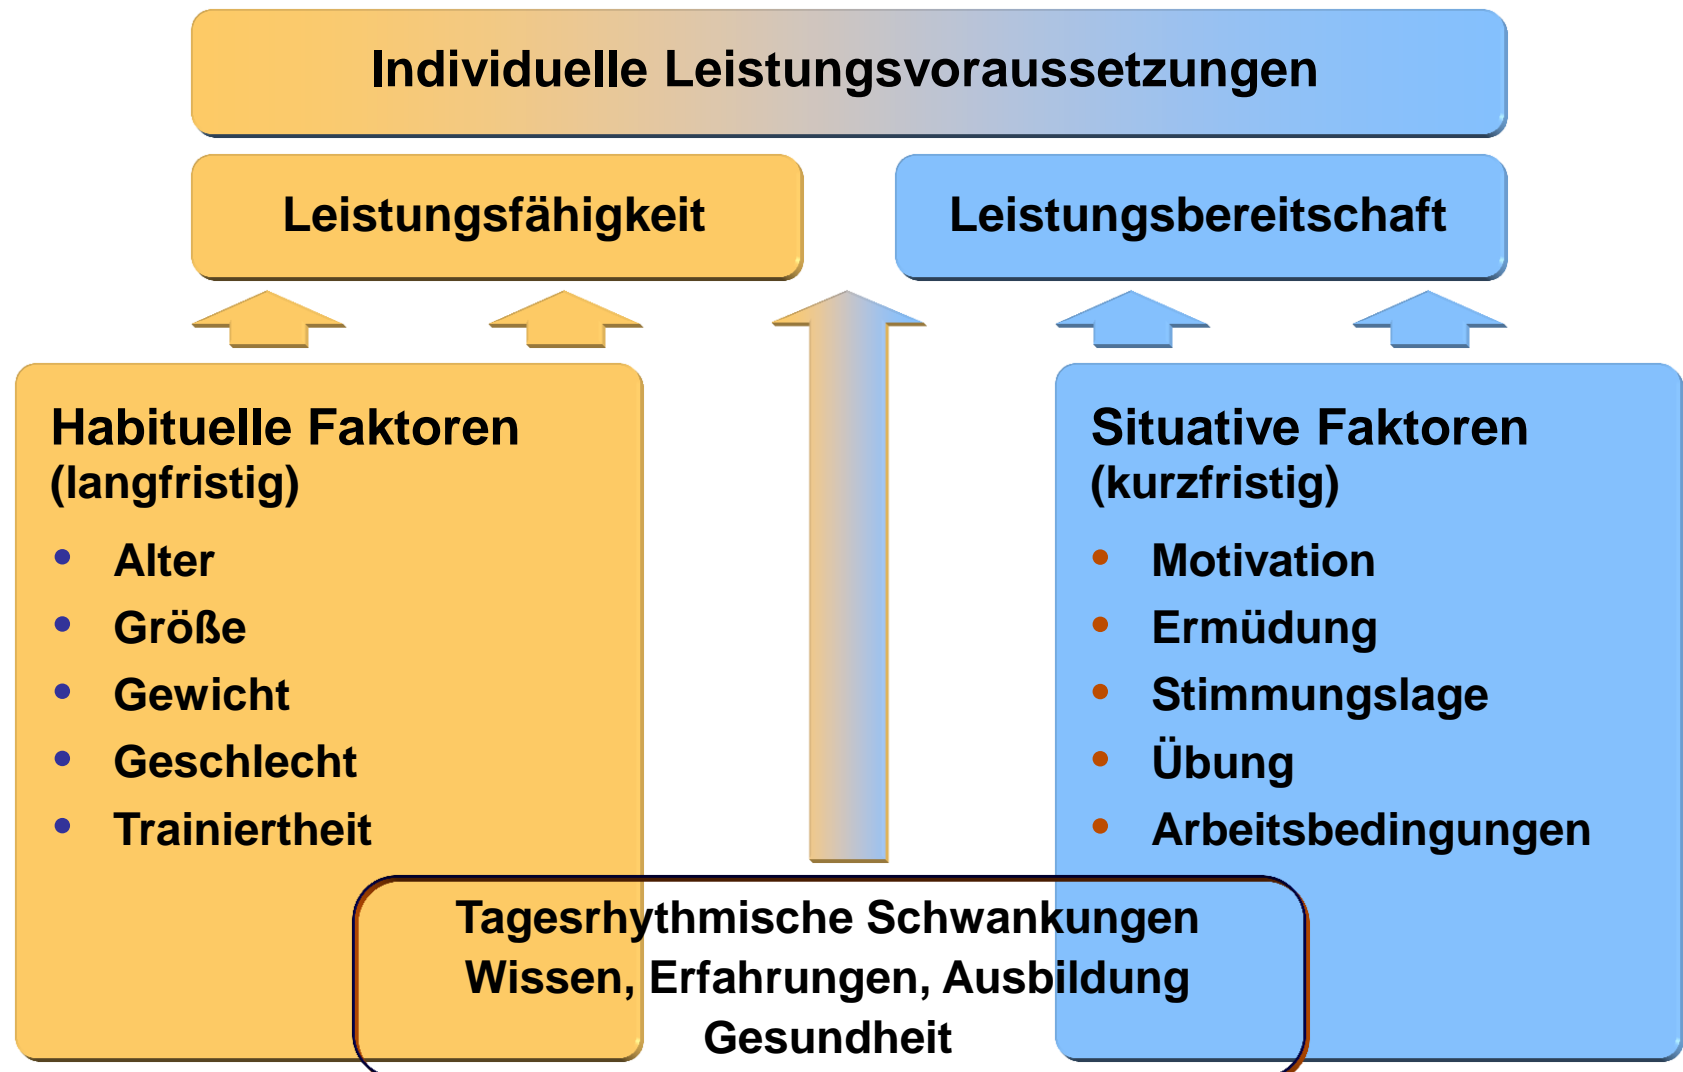 Individuelle Leistungsvoraussetzungen
Leistungsfähigkeit
Leistungsbereitschaft
Habituelle Faktoren
(langfristig)
• Alter
• Größe
• Gewicht
• Geschlecht
• Trainiertheit
Situative Faktoren
(kurzfristig)
• Motivation
• Ermüdung
• Stimmungslage
• Übung
• Arbeitsbedingungen
Tagesrhythmische Schwankungen
Wissen, Erfahrungen, Ausbildung
Gesundheit